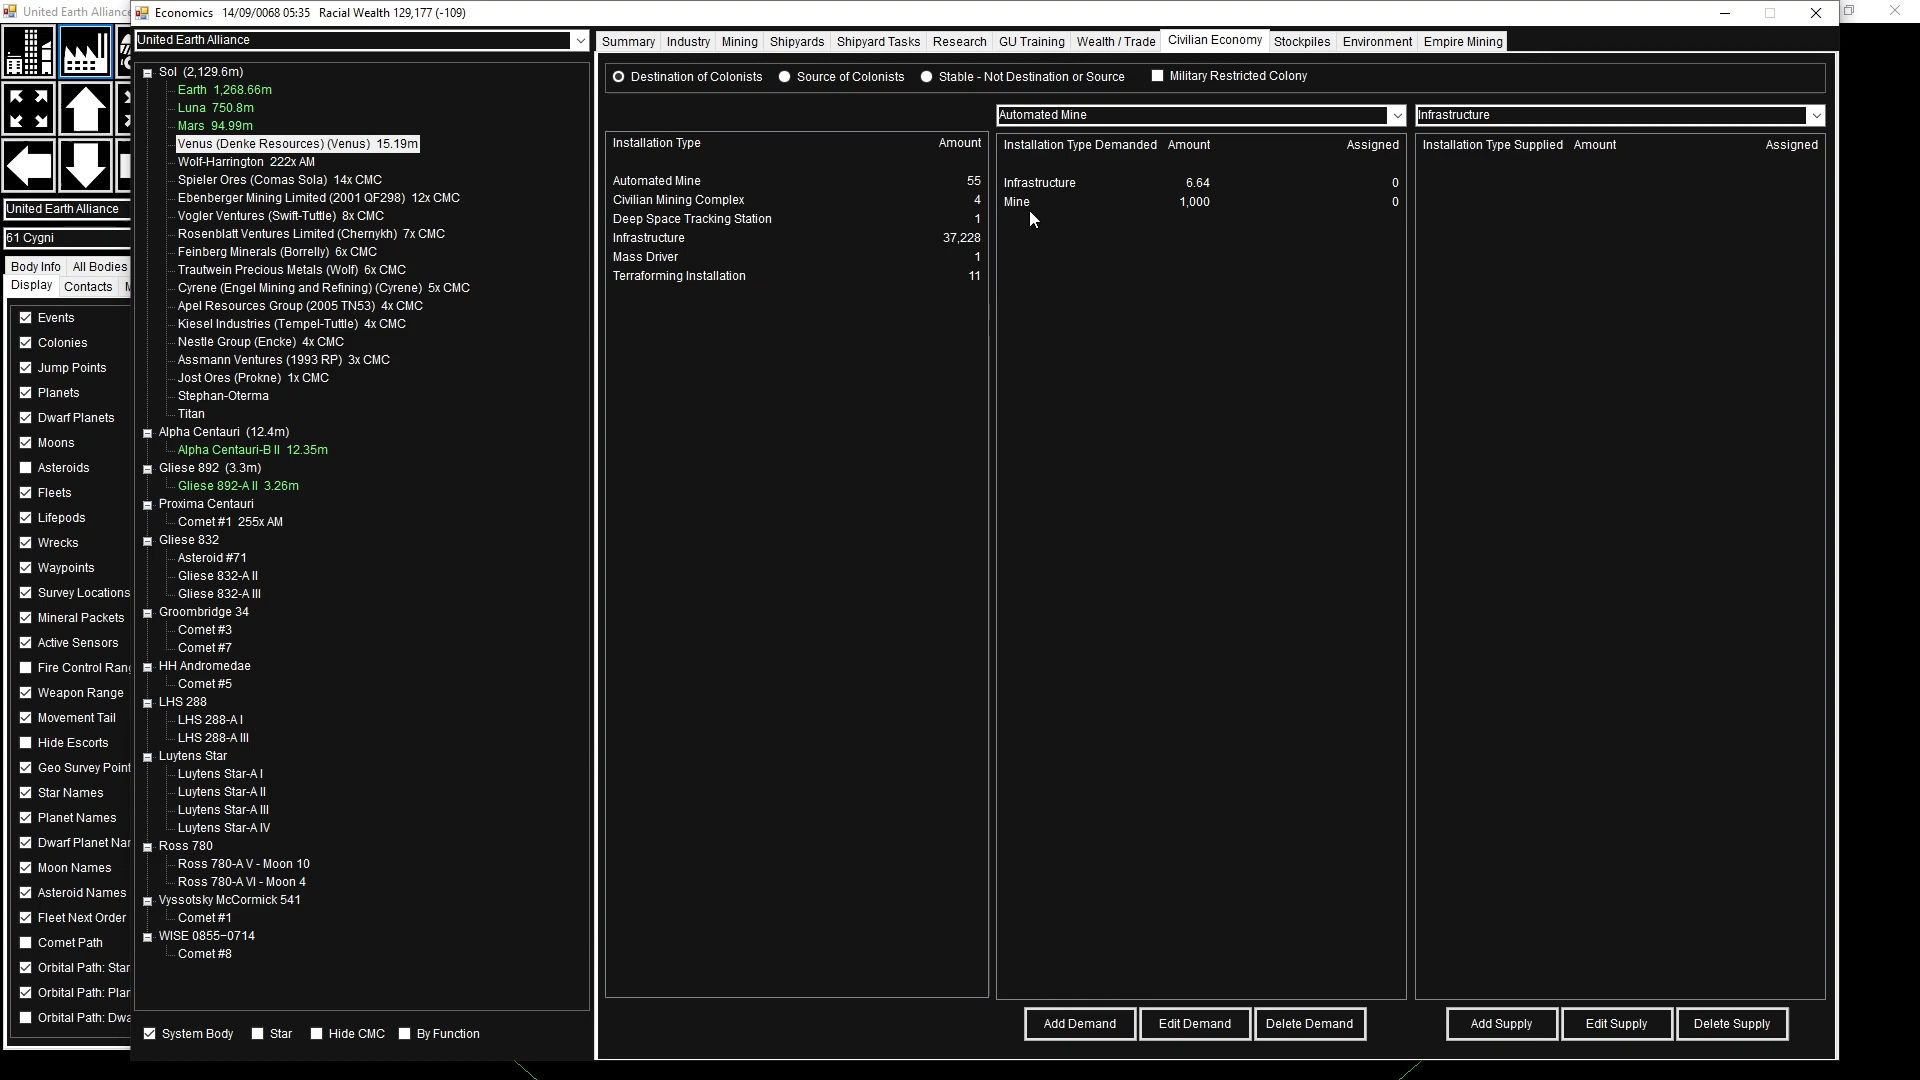 United Earth Alliance
Economics 14/09/0068 05:35 Racial Wealth 129,177 (-109)
United Earth Alliance
Summary Industry Mining Shipyards Shipyard Tasks Research GU Training Wealth / Trade Civilian Economy Stockpiles Environment Empire Mining
Destination of Colonists Source of Colonists Stable - Not Destination or Source Military Restricted Colony
Automated Mine
Infrastructure
Installation Type Amount
Automated Mine 55
Civilian Mining Complex 4
Deep Space Tracking Station 1
Infrastructure 37,228
Mass Driver 1
Terraforming Installation 11
Installation Type Demanded Amount Assigned
Infrastructure 6.64 0
Mine 1,000 0
Installation Type Supplied Amount Assigned
Sol (2,129.6m)
Earth 1,268.66m
Luna 750.8m
Mars 94.99m
Venus (Denke Resources) (Venus) 15.19m
Wolf-Harrington 222x AM
Spieler Ores (Comas Sola) 14x CMC
Ebenberger Mining Limited (2001 QF298) 12x CMC
Vogler Ventures (Swift-Tuttle) 8x CMC
Rosenblatt Ventures Limited (Chernykh) 7x CMC
Feinberg Minerals (Borrelly) 6x CMC
Trautwein Precious Metals (Wolf) 6x CMC
Cyrene (Engel Mining and Refining) (Cyrene) 5x CMC
Apel Resources Group (2005 TN53) 4x CMC
Kiesel Industries (Tempel-Tuttle) 4x CMC
Nestle Group (Encke) 4x CMC
Assmann Ventures (1993 RP) 3x CMC
Jost Ores (Prokne) 1x CMC
Stephan-Oterma
Titan
Alpha Centauri (12.4m)
Alpha Centauri-B II 12.35m
Gliese 892 (3.3m)
Gliese 892-A II 3.26m
Proxima Centauri
Comet #1 255x AM
Gliese 832
Asteroid #71
Gliese 832-A II
Gliese 832-A III
Groombridge 34
Comet #3
Comet #7
HH Andromedae
Comet #5
LHS 288
LHS 288-A I
LHS 288-A III
Luytens Star
Luytens Star-A I
Luytens Star-A II
Luytens Star-A III
Luytens Star-A IV
Ross 780
Ross 780-A V - Moon 10
Ross 780-A VI - Moon 4
Vyssotsky McCormick 541
Comet #1
WISE 0855-0714
Comet #8
System Body Star Hide CMC By Function
Add Demand Edit Demand Delete Demand
Add Supply Edit Supply Delete Supply
United Earth Alliance
61 Cygni
Body Info All Bodies
Display Contacts
Events
Colonies
Jump Points
Planets
Dwarf Planets
Moons
Asteroids
Fleets
Lifepods
Wrecks
Waypoints
Survey Locations
Mineral Packets
Active Sensors
Fire Control Rang
Weapon Range
Movement Tail
Hide Escorts
Geo Survey Point
Star Names
Planet Names
Dwarf Planet Nar
Moon Names
Asteroid Names
Fleet Next Order
Comet Path
Orbital Path: Star
Orbital Path: Plar
Orbital Path: Dwa